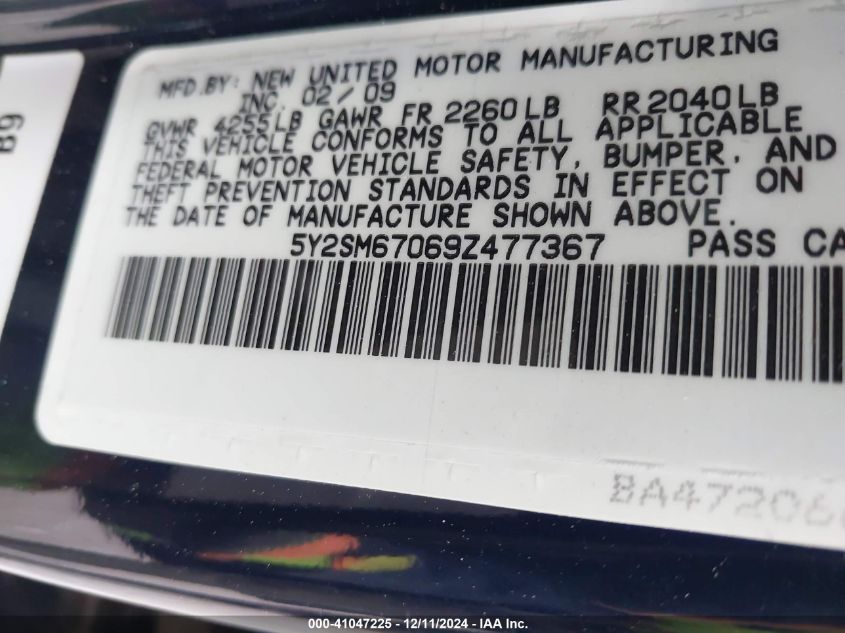 MFD.BY: NEW UNITED MOTOR MANUFACTURING
INC. 02/09
GVWR 4255LB GAWR FR 2260LB RR2040LB
THIS VEHICLE CONFORMS TO ALL APPLICABLE
FEDERAL MOTOR VEHICLE SAFETY, BUMPER, AND
THEFT PREVENTION STANDARDS IN EFFECT ON
THE DATE OF MANUFACTURE SHOWN ABOVE.
5Y2SM67069Z477367 PASS CA
BA47206
000-41047225 - 12/11/2024 - IAA Inc.